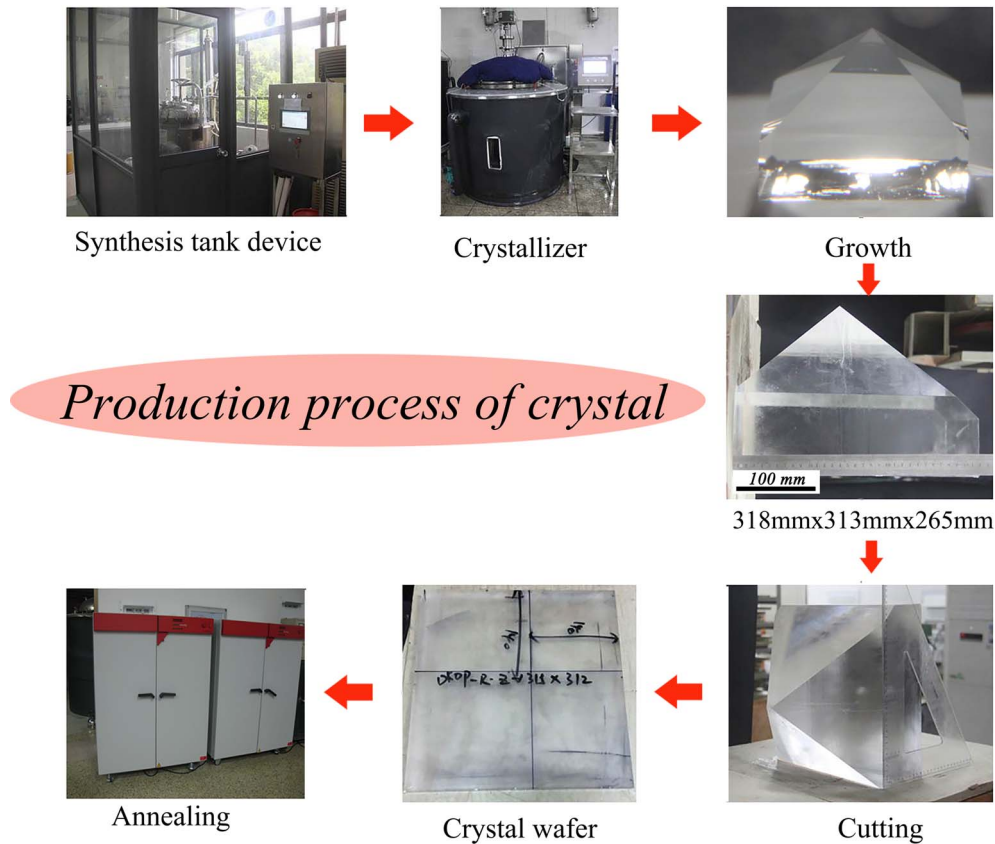 Synthesis tank device
Crystallizer
Growth
Production process of crystal
100 mm
318mmx313mmx265mm
Annealing
Crystal wafer
Cutting